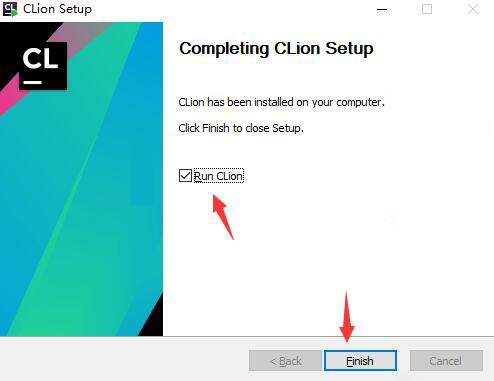 CLion Setup
CL
Completing CLion Setup
CLion has been installed on your computer.
Click Finish to close Setup.
Run CLion
< Back
Finish
Cancel